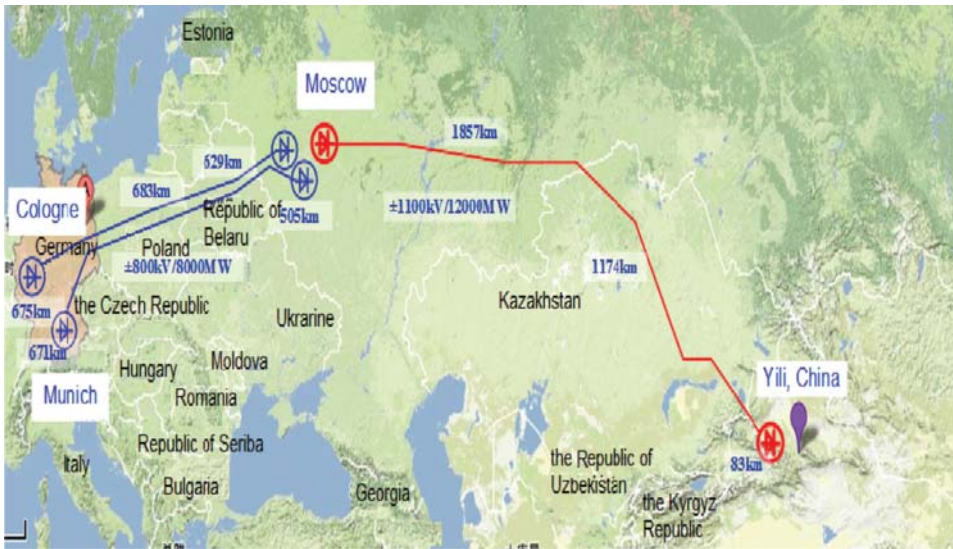 Estonia
Moscow
1857km
629km
683km
Cologne
A
Republic of
Belaru
505km
±1100kV/12000MW
Germany
Poland
±800kV/8000MW
1174km
675km
the Czech Republic
Kazakhstan
Ukrarine
671km
Hungary
Moldova
Yili, China
Munich
Romania
Republic of Seriba
83km
Italy
the Republic of
Uzbekistan
Bulgaria
Georgia
the Kyrgyz
Republic